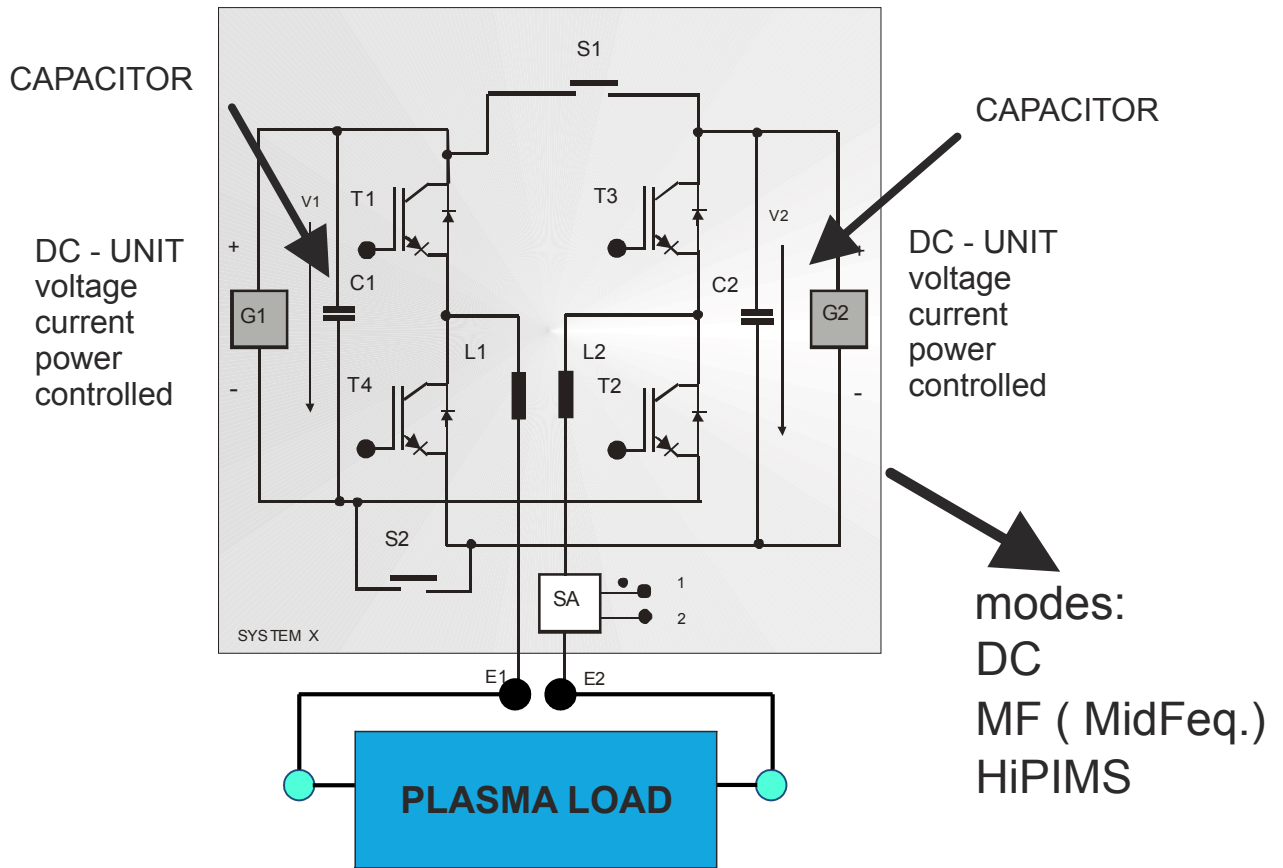 S1
CAPACITOR
CAPACITOR
T1
T3
V1
V2
DC - UNIT
voltage
current
power
controlled
+
G1
-
C1
C2
+
G2
-
DC - UNIT
voltage
current
power
controlled
L1
L2
T4
T2
S2
SA
1
2
SYSTEM X
E1
E2
modes:
DC
MF ( MidFeq.)
HiPIMS
PLASMA LOAD